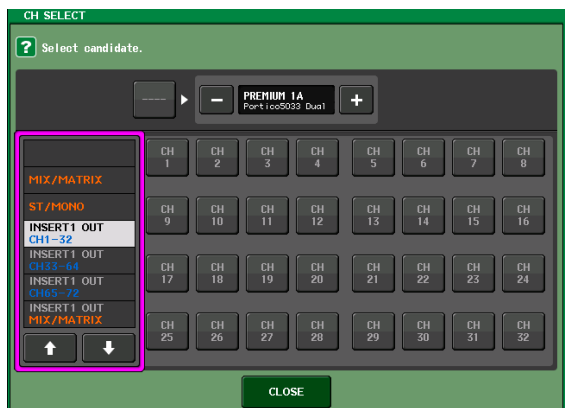 CH SELECT
? Select candidate.
----
− PREMIUM 1A +
Portico5033 Dual
MIX/MATRIX
ST/MONO
INSERT1 OUT
CH1-32
INSERT1 OUT
CH33-64
INSERT1 OUT
CH65-72
INSERT1 OUT
MIX/MATRIX
CH 1 CH 2 CH 3 CH 4 CH 5 CH 6 CH 7 CH 8
CH 9 CH 10 CH 11 CH 12 CH 13 CH 14 CH 15 CH 16
CH 17 CH 18 CH 19 CH 20 CH 21 CH 22 CH 23 CH 24
CH 25 CH 26 CH 27 CH 28 CH 29 CH 30 CH 31 CH 32
CLOSE